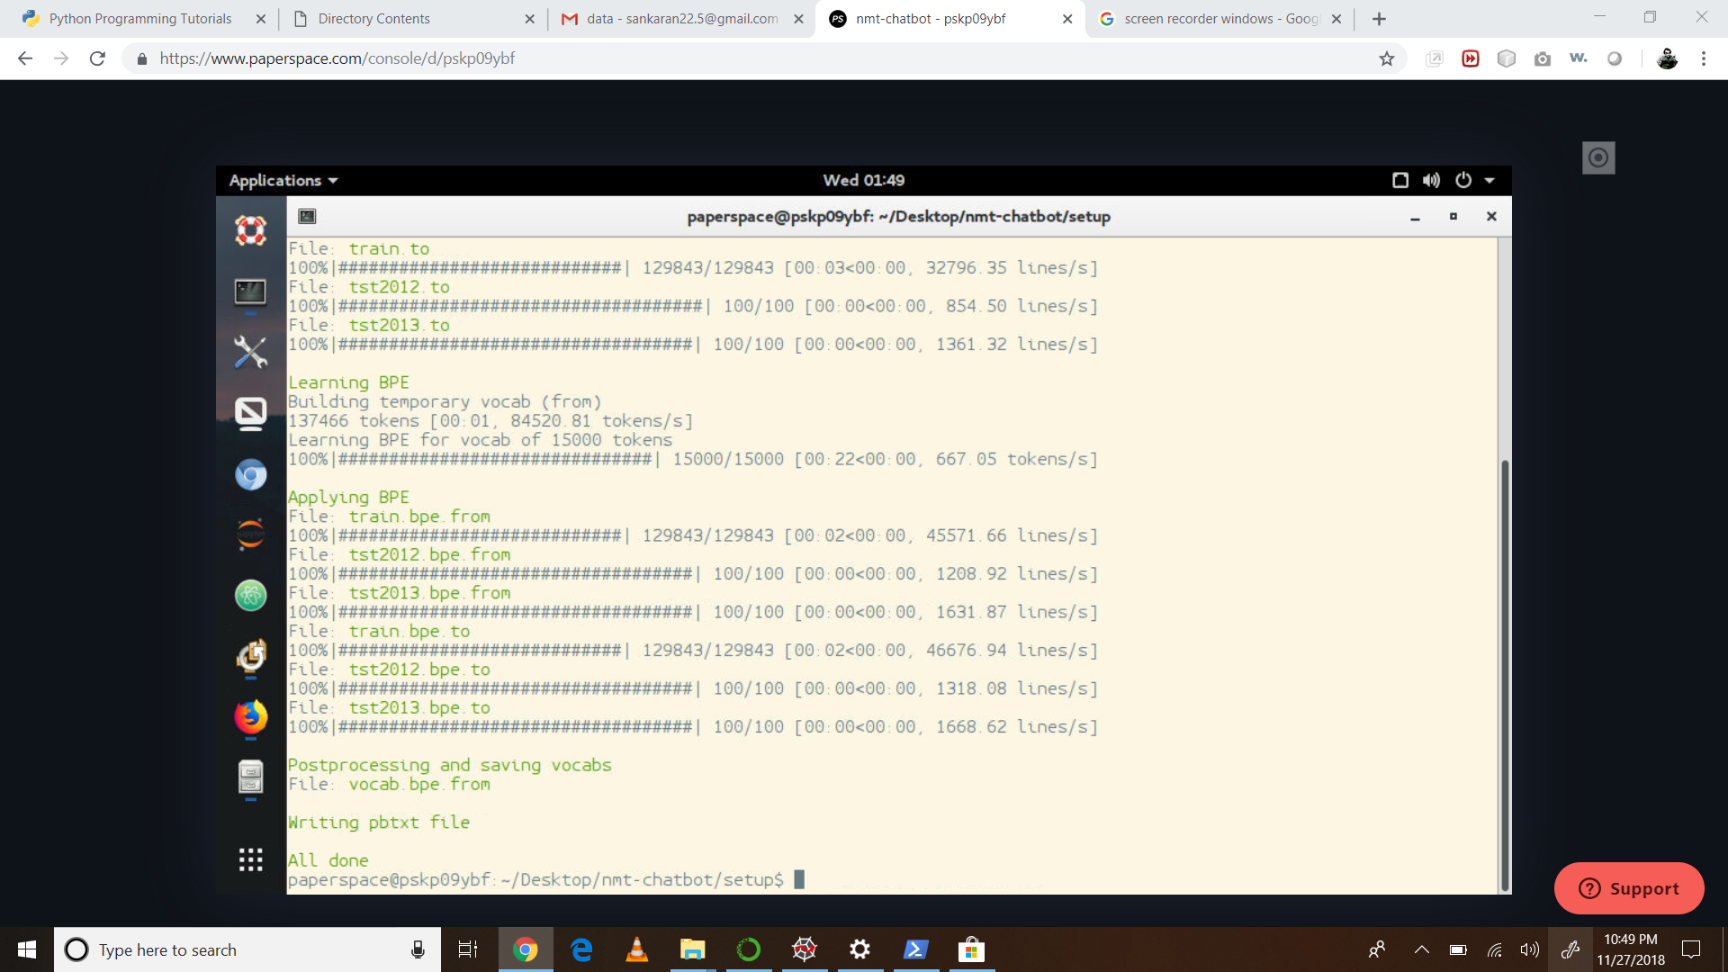 Python Programming Tutorials
Directory Contents
data - sankaran22.5@gmail.com
nmt-chatbot - pskp09ybf
screen recorder windows - Goog
https://www.paperspace.com/console/d/pskp09ybf
Applications
Wed 01:49
paperspace@pskp09ybf: ~/Desktop/nmt-chatbot/setup
File: train.to
100%|############################| 129843/129843 [00:03<00:00, 32796.35 lines/s]
File: tst2012.to
100%|####################################| 100/100 [00:00<00:00, 854.50 lines/s]
File: tst2013.to
100%|###################################| 100/100 [00:00<00:00, 1361.32 lines/s]
Learning BPE
Building temporary vocab (from)
137466 tokens [00:01, 84520.81 tokens/s]
Learning BPE for vocab of 15000 tokens
100%|###############################| 15000/15000 [00:22<00:00, 667.05 tokens/s]
Applying BPE
File: train.bpe.from
100%|############################| 129843/129843 [00:02<00:00, 45571.66 lines/s]
File: tst2012.bpe.from
100%|###################################| 100/100 [00:00<00:00, 1208.92 lines/s]
File: tst2013.bpe.from
100%|###################################| 100/100 [00:00<00:00, 1631.87 lines/s]
File: train.bpe.to
100%|############################| 129843/129843 [00:02<00:00, 46676.94 lines/s]
File: tst2012.bpe.to
100%|###################################| 100/100 [00:00<00:00, 1318.08 lines/s]
File: tst2013.bpe.to
100%|###################################| 100/100 [00:00<00:00, 1668.62 lines/s]
Postprocessing and saving vocabs
File: vocab.bpe.from
Writing pbtxt file
All done
paperspace@pskp09ybf:~/Desktop/nmt-chatbot/setup$
Support
Type here to search
10:49 PM
11/27/2018